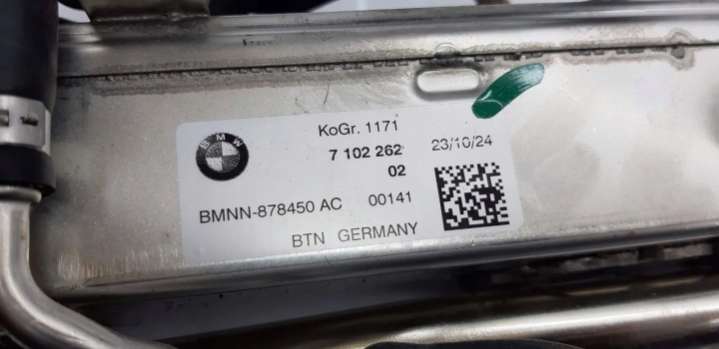 BMW
KoGr. 1171
7 102 262
23/10/24
02
BMNN-878450 AC 00141
BTN GERMANY